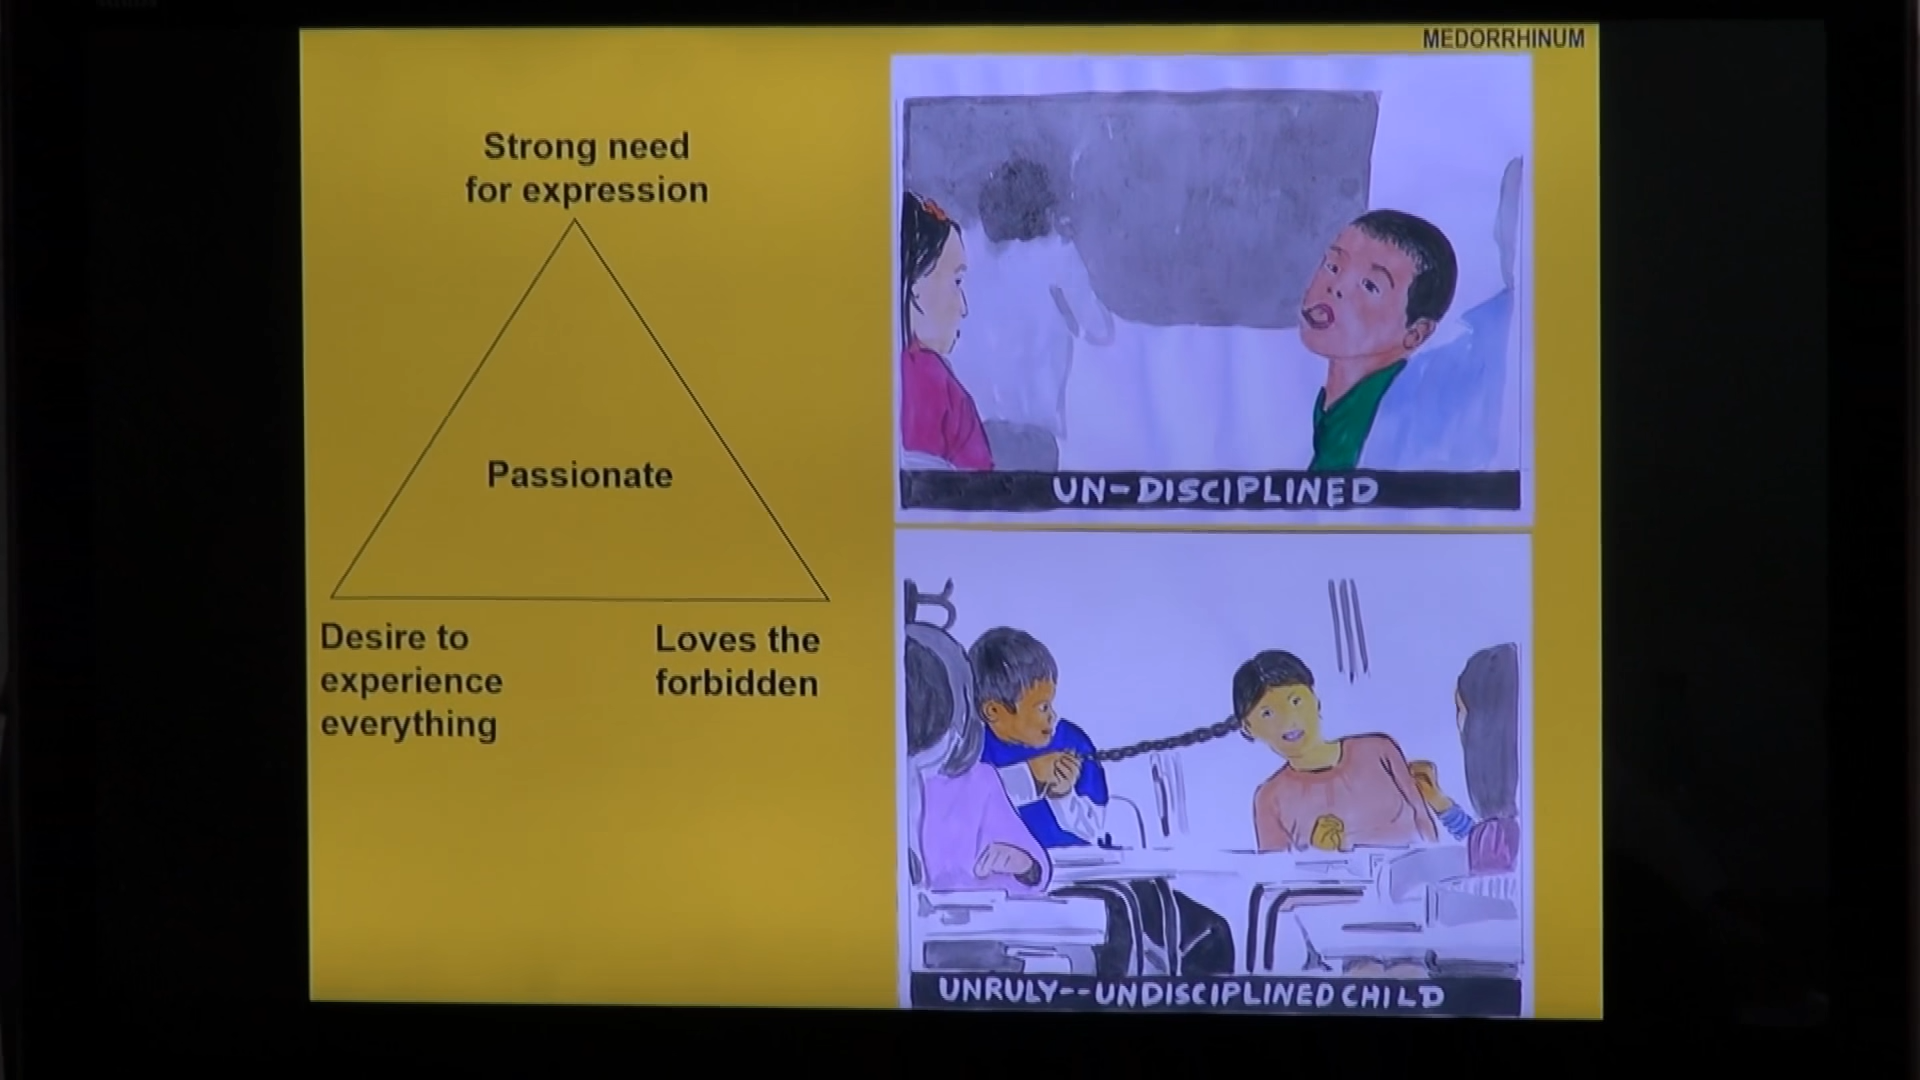 MEDORRHINUM
Strong need
for expression
Passionate
Desire to
experience
everything
Loves the
forbidden
UN-DISCIPLINED
UNRULY--UNDISCIPLINED CHILD